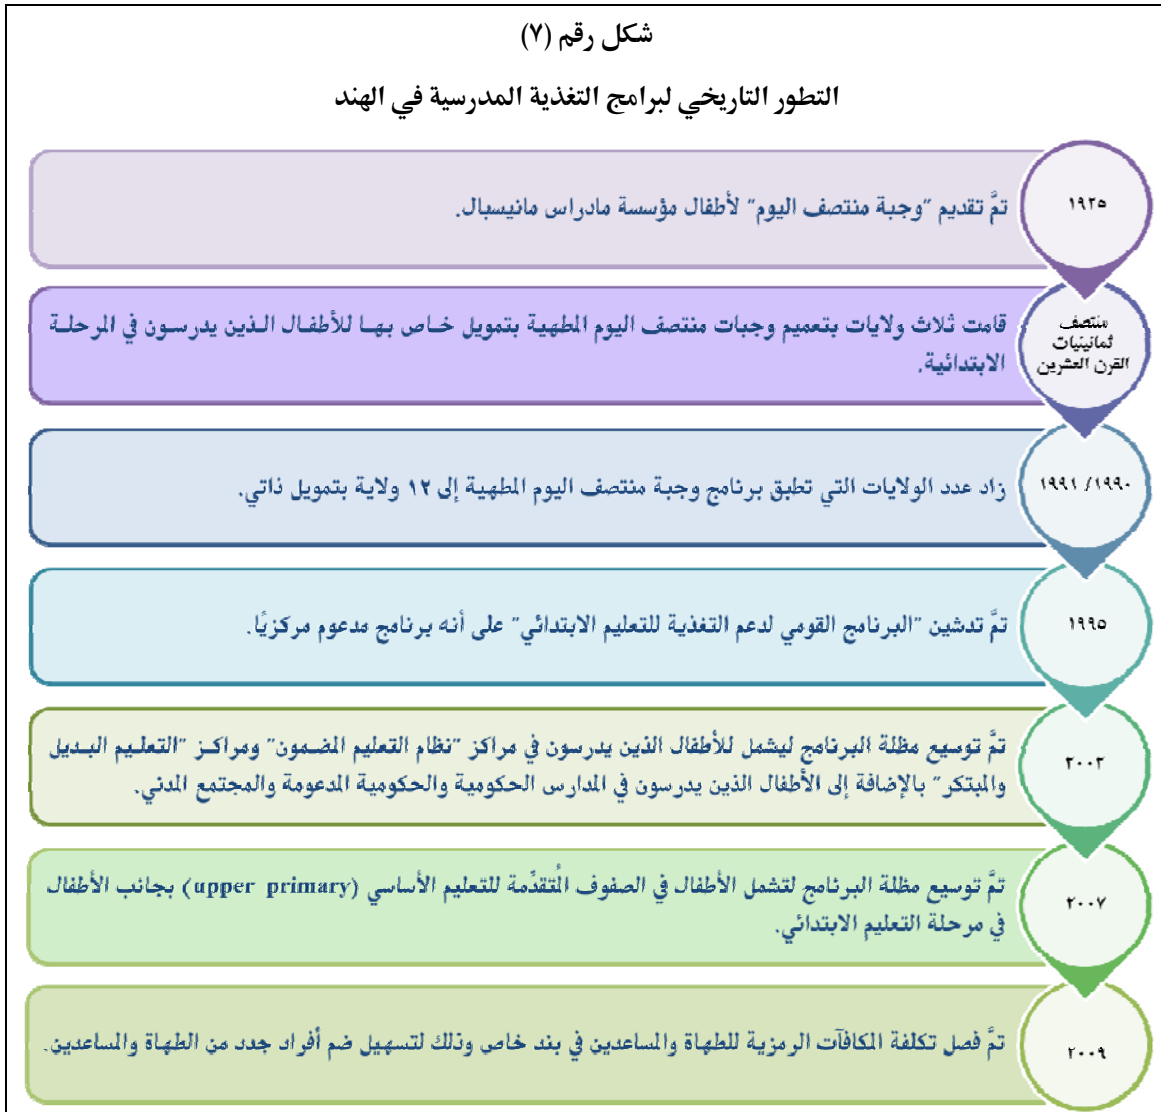 شكل رقم (٧)
التطور التاريخي لبرامج التغذية المدرسية في الهند
١٩٢٥
تمَّ تقديم "وجبة منتصف اليوم" لأطفال مؤسسة مادراس مانيسبال.
منتصف
ثمانينيات
القرن العشرين
قامت ثلاث ولايات بتعميم وجبات منتصف اليوم المطهية بتمويل خاص بها للأطفال الذين يدرسون في المرحلة
الابتدائية.
١٩٩٠/ ١٩٩١
زاد عدد الولايات التي تطبق برنامج وجبة منتصف اليوم المطهية إلى ١٢ ولاية بتمويل ذاتي.
١٩٩٥
تمَّ تدشين "البرنامج القومي لدعم التغذية للتعليم الابتدائي" على أنه برنامج مدعوم مركزيًا.
٢٠٠٢
تمَّ توسيع مظلة البرنامج ليشمل للأطفال الذين يدرسون في مراكز "نظام التعليم المضمون" ومراكز "التعليم البديل
والمبتكر" بالإضافة إلى الأطفال الذين يدرسون في المدارس الحكومية والحكومية المدعومة والمجتمع المدني.
٢٠٠٧
تمَّ توسيع مظلة البرنامج لتشمل الأطفال في الصفوف المُتقدِّمة للتعليم الأساسي (upper primary) بجانب الأطفال
في مرحلة التعليم الابتدائي.
٢٠٠٩
تمَّ فصل تكلفة المكافآت الرمزية للطهاة والمساعدين في بند خاص وذلك لتسهيل ضم أفراد جدد من الطهاة والمساعدين.